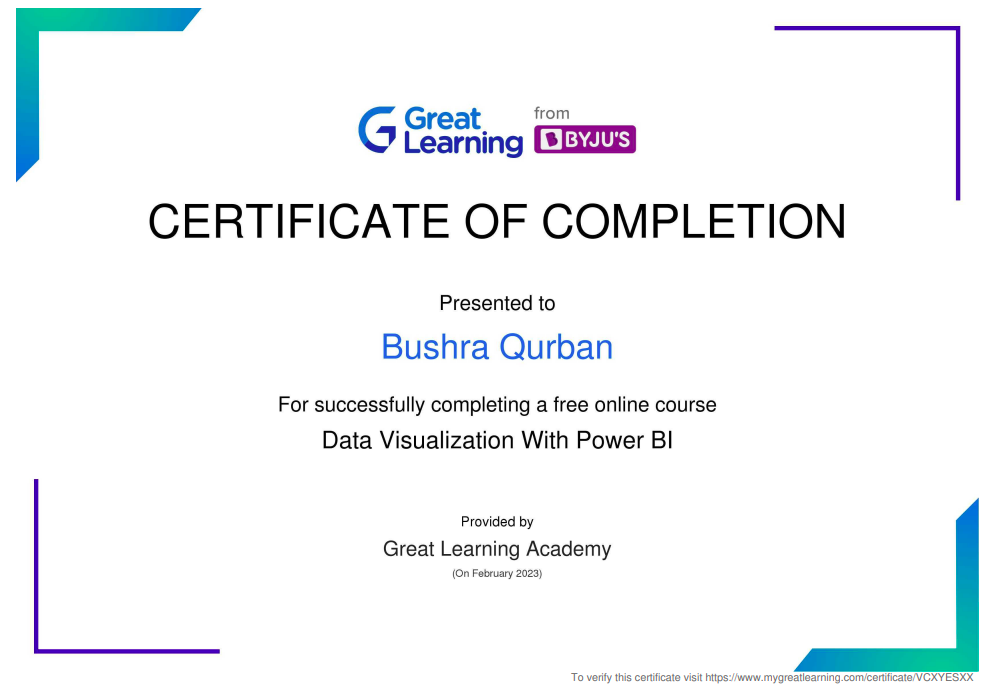 Great
Learning
from
BYJU'S
CERTIFICATE OF COMPLETION
Presented to
Bushra Qurban
For successfully completing a free online course
Data Visualization With Power BI
Provided by
Great Learning Academy
(On February 2023)
To verify this certificate visit https://www.mygreatlearning.com/certificate/VCXYESXX